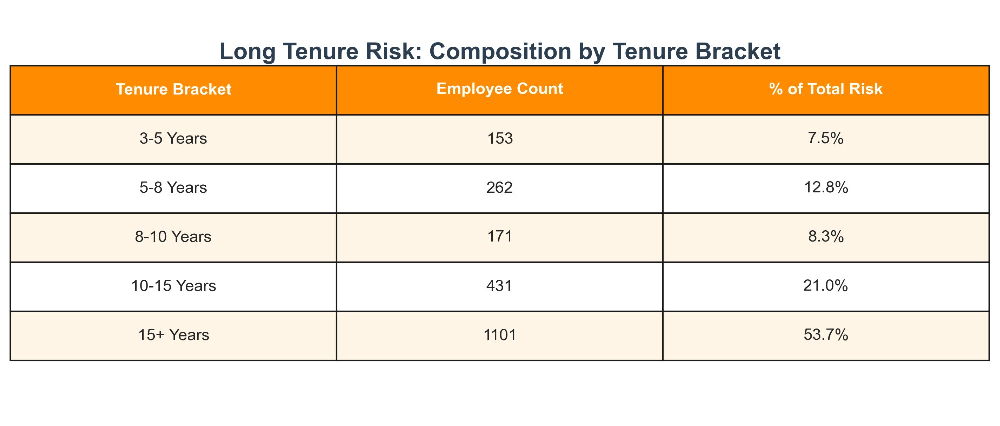 Long Tenure Risk: Composition by Tenure Bracket
Tenure Bracket Employee Count % of Total Risk
3-5 Years 153 7.5%
5-8 Years 262 12.8%
8-10 Years 171 8.3%
10-15 Years 431 21.0%
15+ Years 1101 53.7%